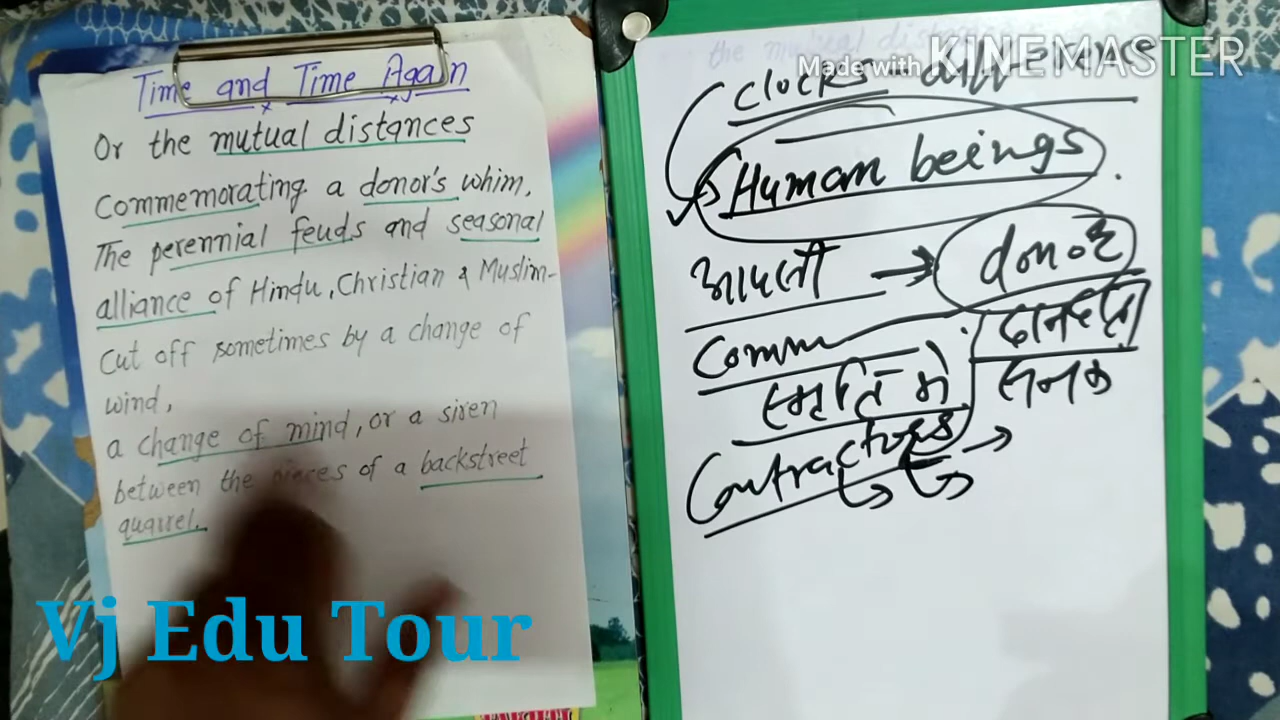 Time and Time Again
Or the mutual distances
Commemorating a donor's whim,
The perennial feuds and seasonal
alliance of Hindu, Christian & Muslim-
cut off sometimes by a change of
wind,
a change of mind, or a siren
between the pieces of a backstreet
quarrel.
Vj Edu Tour
Made with KINEMASTER
clocks
Human beings
आपसी → donor
दानदाता
Comm
सनक
स्मृति मे
Contractors